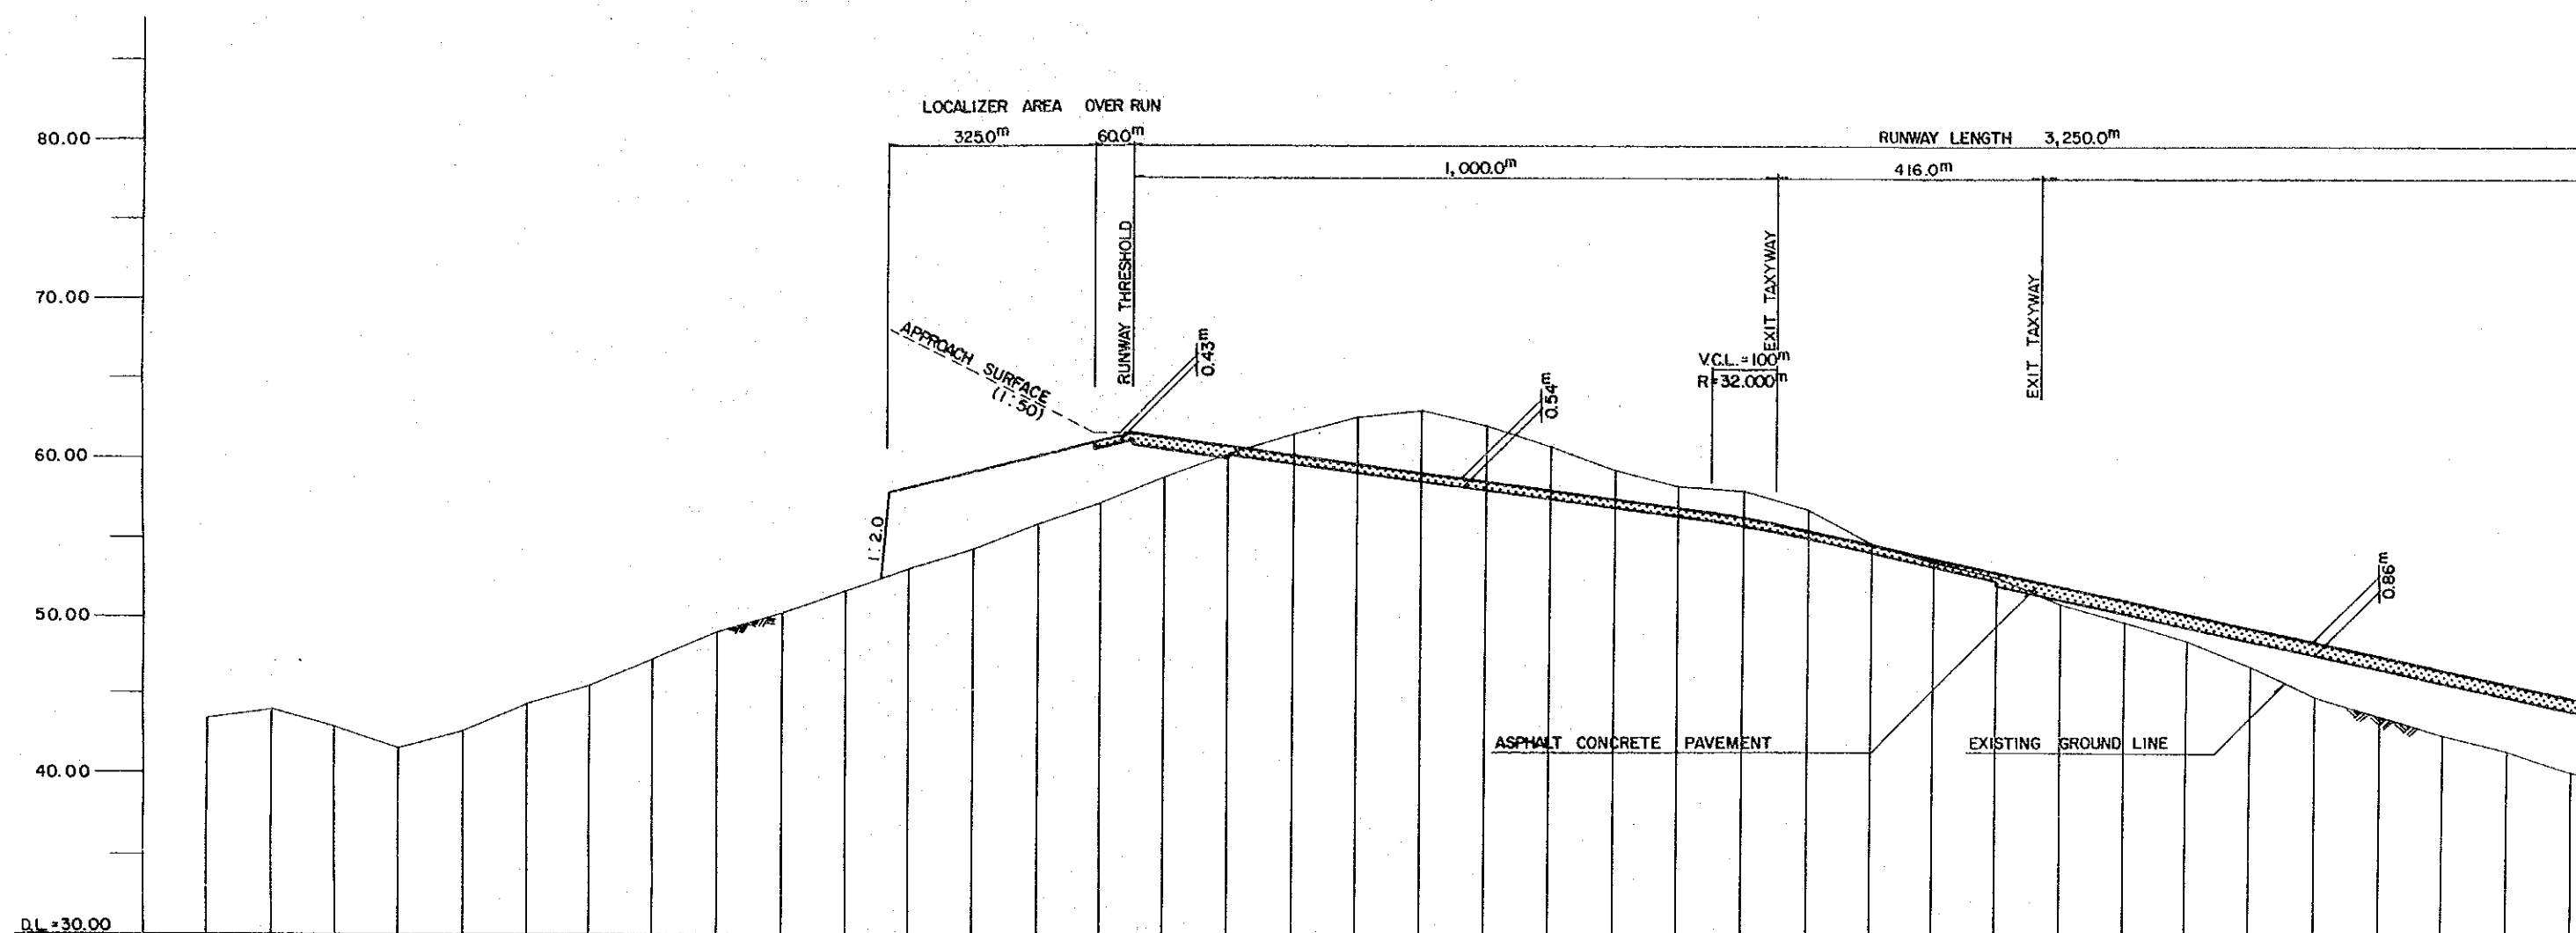 LOCALIZER AREA OVER RUN
80.00
325.0m
60.0m
RUNWAY LENGTH 3,250.0m
1,000.0m
416.0m
RUNWAY THRESHOLD
EXIT TAXYWAY
EXIT TAXYWAY
70.00
APPROACH SURFACE
(1:50)
0.43m
V.C.L.=100m
R=32.000m
0.54m
60.00
1:2.0
0.86m
50.00
ASPHALT CONCRETE PAVEMENT
EXISTING GROUND LINE
40.00
D.L.=30.00